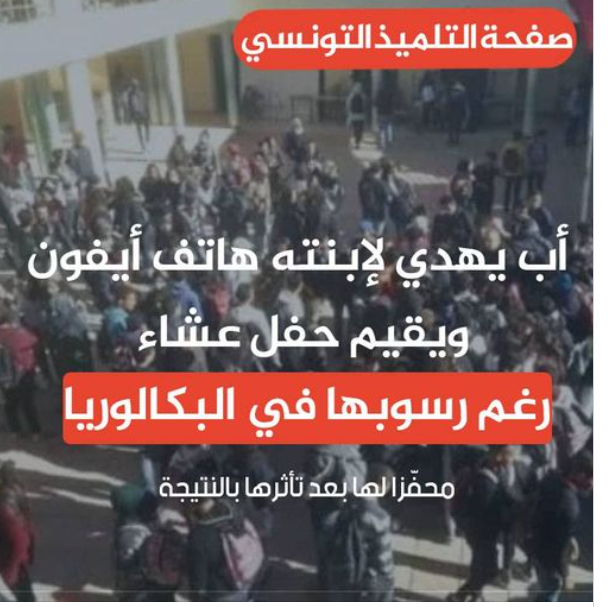 صفحة التلميذ التونسي
أب يهدي لإبنته هاتف أيفون
ويقيم حفل عشاء
رغم رسوبها في البكالوريا
محفّزا لها بعد تأثرها بالنتيجة